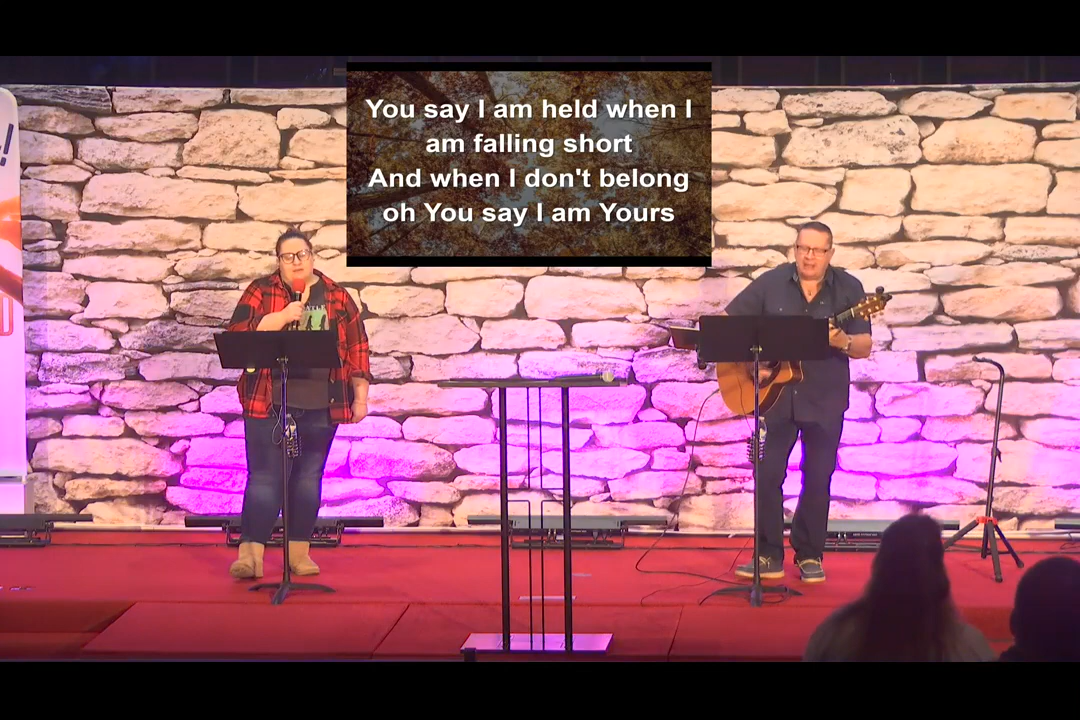 You say I am held when I
am falling short
And when I don't belong
oh You say I am Yours